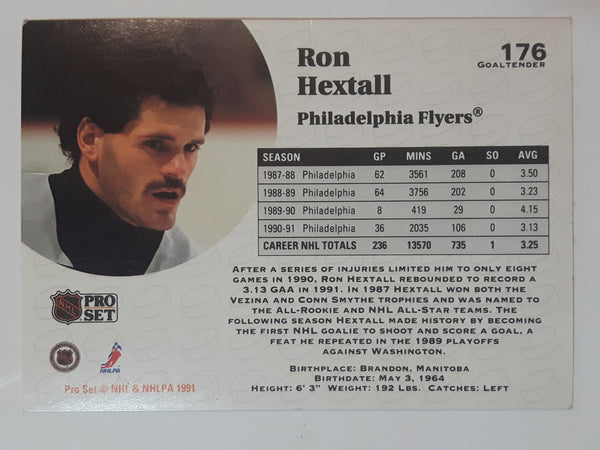 Ron
Hextall
176
GOALTENDER
Philadelphia Flyers®
SEASON GP MINS GA SO AVG
1987-88 Philadelphia 62 3561 208 0 3.50
1988-89 Philadelphia 64 3756 202 0 3.23
1989-90 Philadelphia 8 419 29 0 4.15
1990-91 Philadelphia 36 2035 106 0 3.13
CAREER NHL TOTALS 236 13570 735 1 3.25
AFTER A SERIES OF INJURIES LIMITED HIM TO ONLY EIGHT
GAMES IN 1990, RON HEXTALL REBOUNDED TO RECORD A
3.13 GAA IN 1991. IN 1987 HEXTALL WON BOTH THE
VEZINA AND CONN SMYTHE TROPHIES AND WAS NAMED TO
THE ALL-ROOKIE AND NHL ALL-STAR TEAMS. THE
FOLLOWING SEASON HEXTALL MADE HISTORY BY BECOMING
THE FIRST NHL GOALIE TO SHOOT AND SCORE A GOAL, A
FEAT HE REPEATED IN THE 1989 PLAYOFFS
AGAINST WASHINGTON.
BIRTHPLACE: BRANDON, MANITOBA
BIRTHDATE: MAY 3, 1964
HEIGHT: 6' 3" WEIGHT: 192 LBS. CATCHES: LEFT
NHL
PRO
SET
NHLPA
Pro Set © NHL & NHLPA 1991